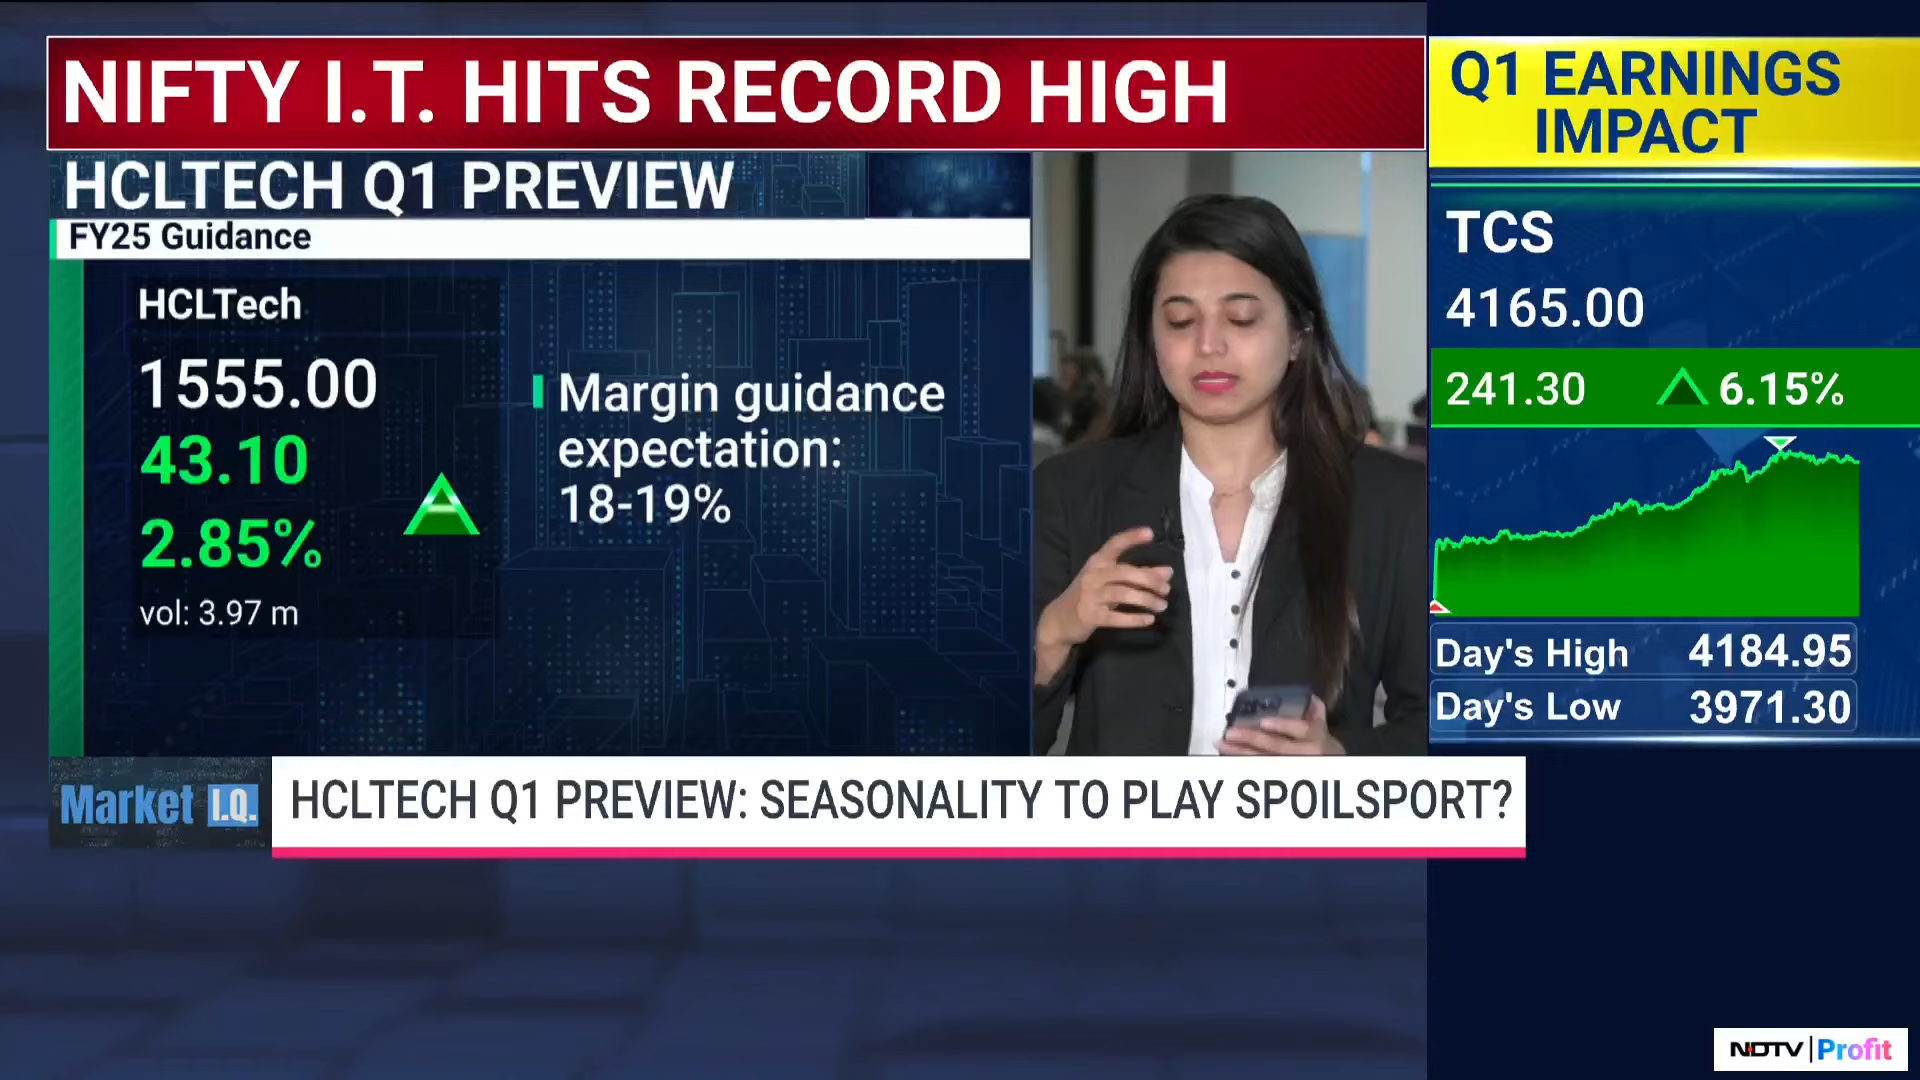 NIFTY I.T. HITS RECORD HIGH
HCLTECH Q1 PREVIEW
FY25 Guidance
HCLTech
1555.00
43.10
2.85%
vol: 3.97 m
Margin guidance
expectation:
18-19%
Q1 EARNINGS
IMPACT
TCS
4165.00
241.30 6.15%
Day's High 4184.95
Day's Low 3971.30
Market I.Q.
HCLTECH Q1 PREVIEW: SEASONALITY TO PLAY SPOILSPORT?
NDTV Profit